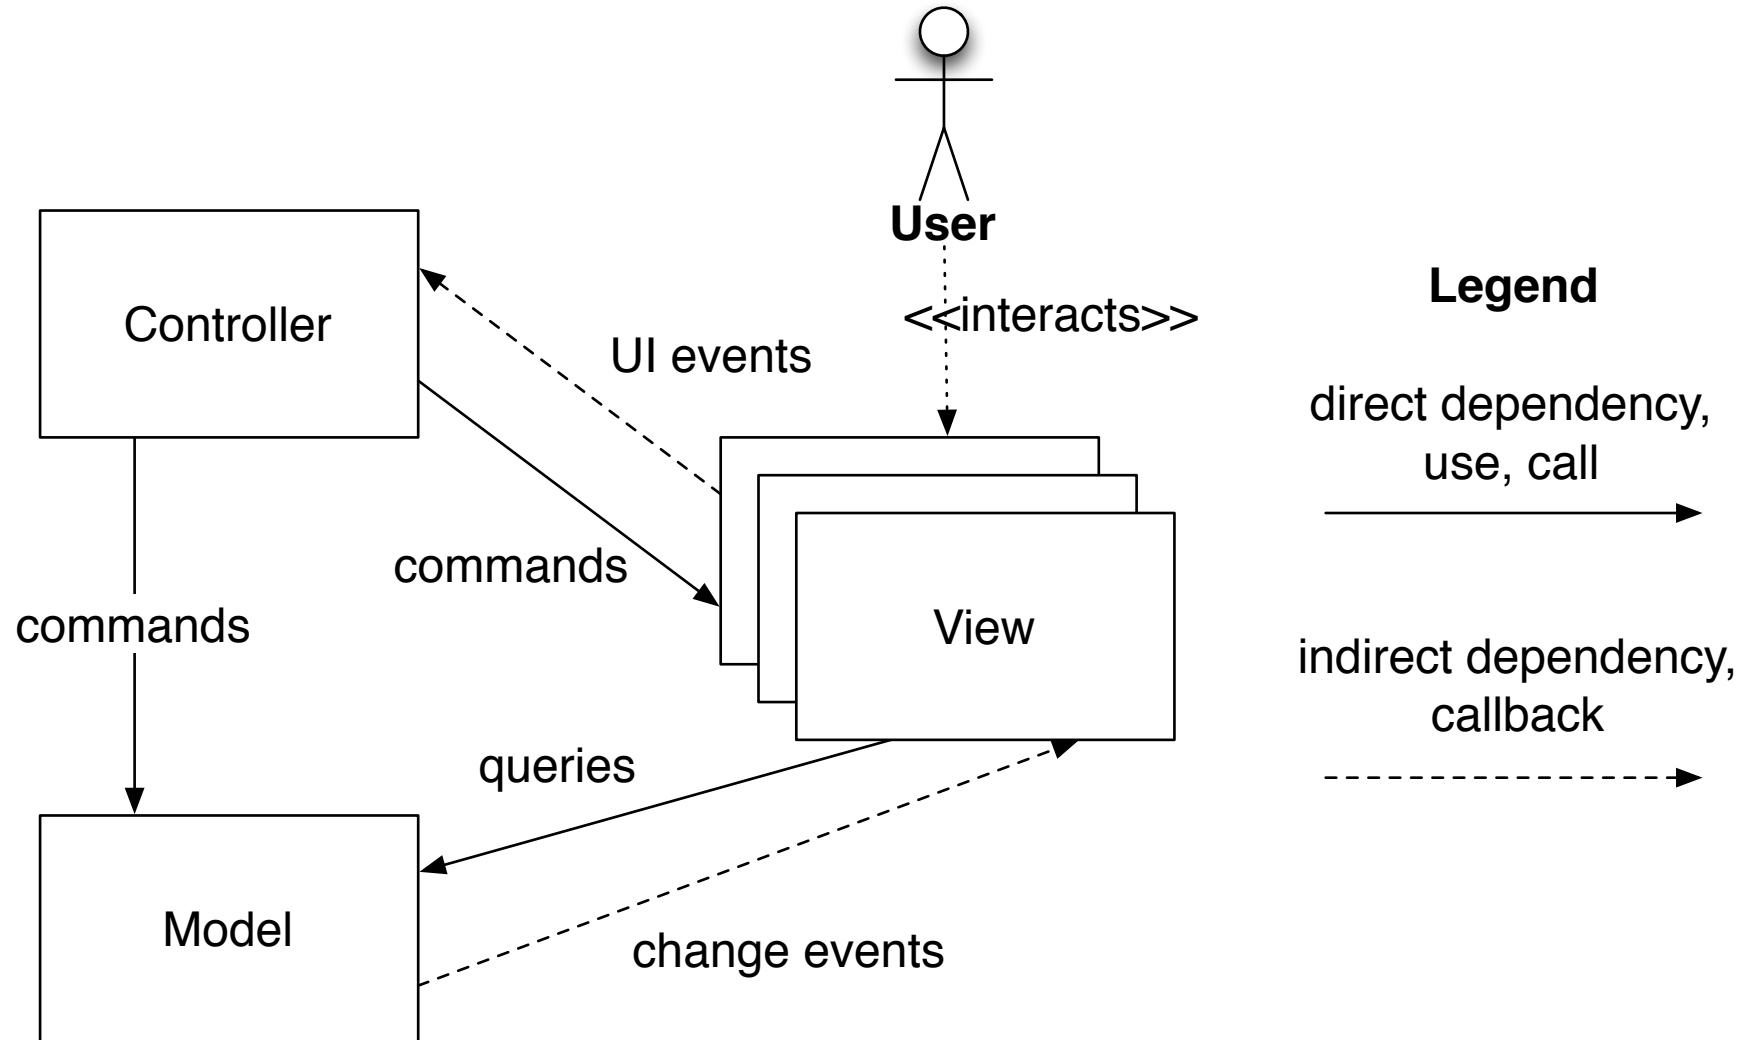 User
<<interacts>>
Legend
Controller
UI events
direct dependency,
use, call
commands
commands
View
indirect dependency,
callback
queries
Model
change events